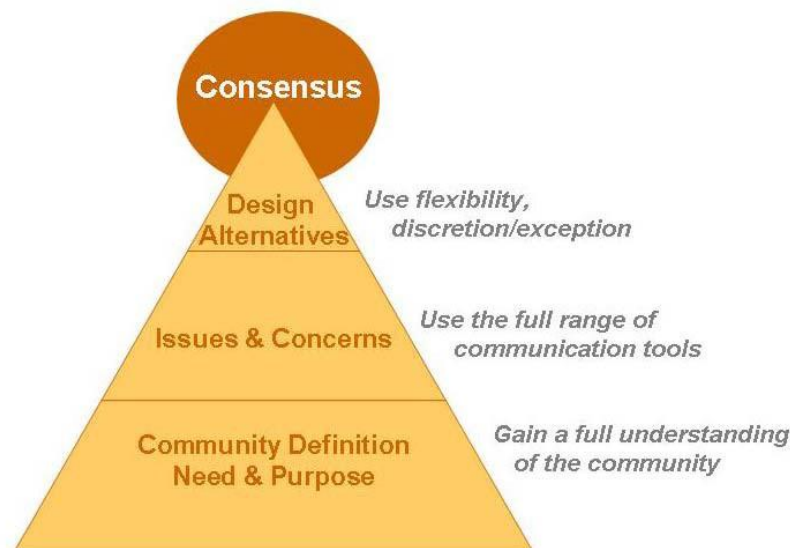 Consensus
Design
Alternatives
Use flexibility,
discretion/exception
Issues & Concerns
Use the full range of
communication tools
Community Definition
Need & Purpose
Gain a full understanding
of the community